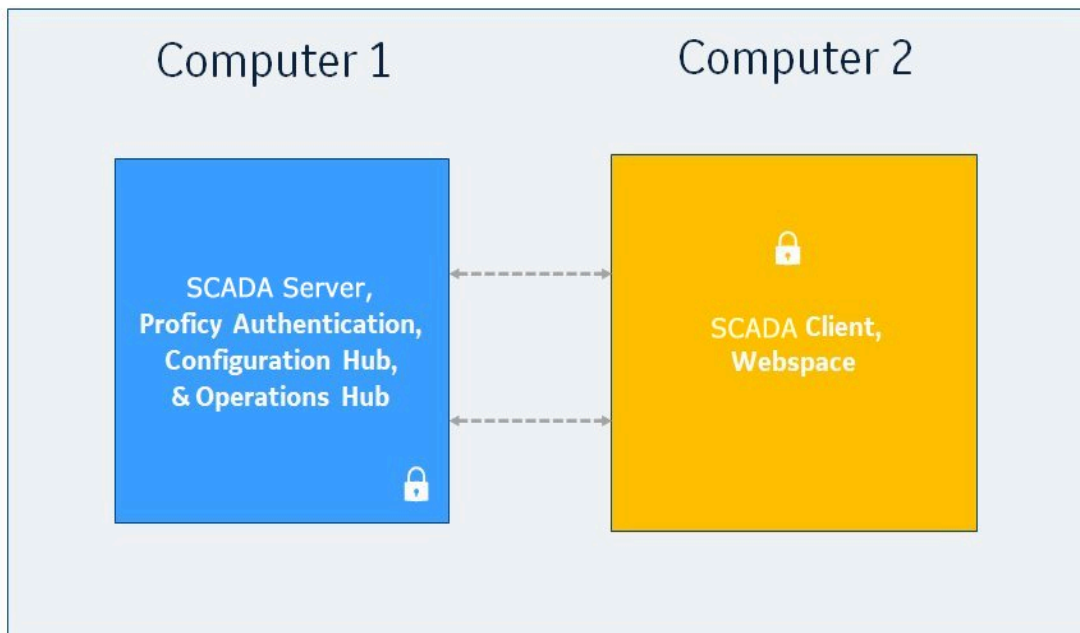 Computer 1
Computer 2
SCADA Server,
Proficy Authentication,
Configuration Hub,
& Operations Hub
SCADA Client,
Webspace